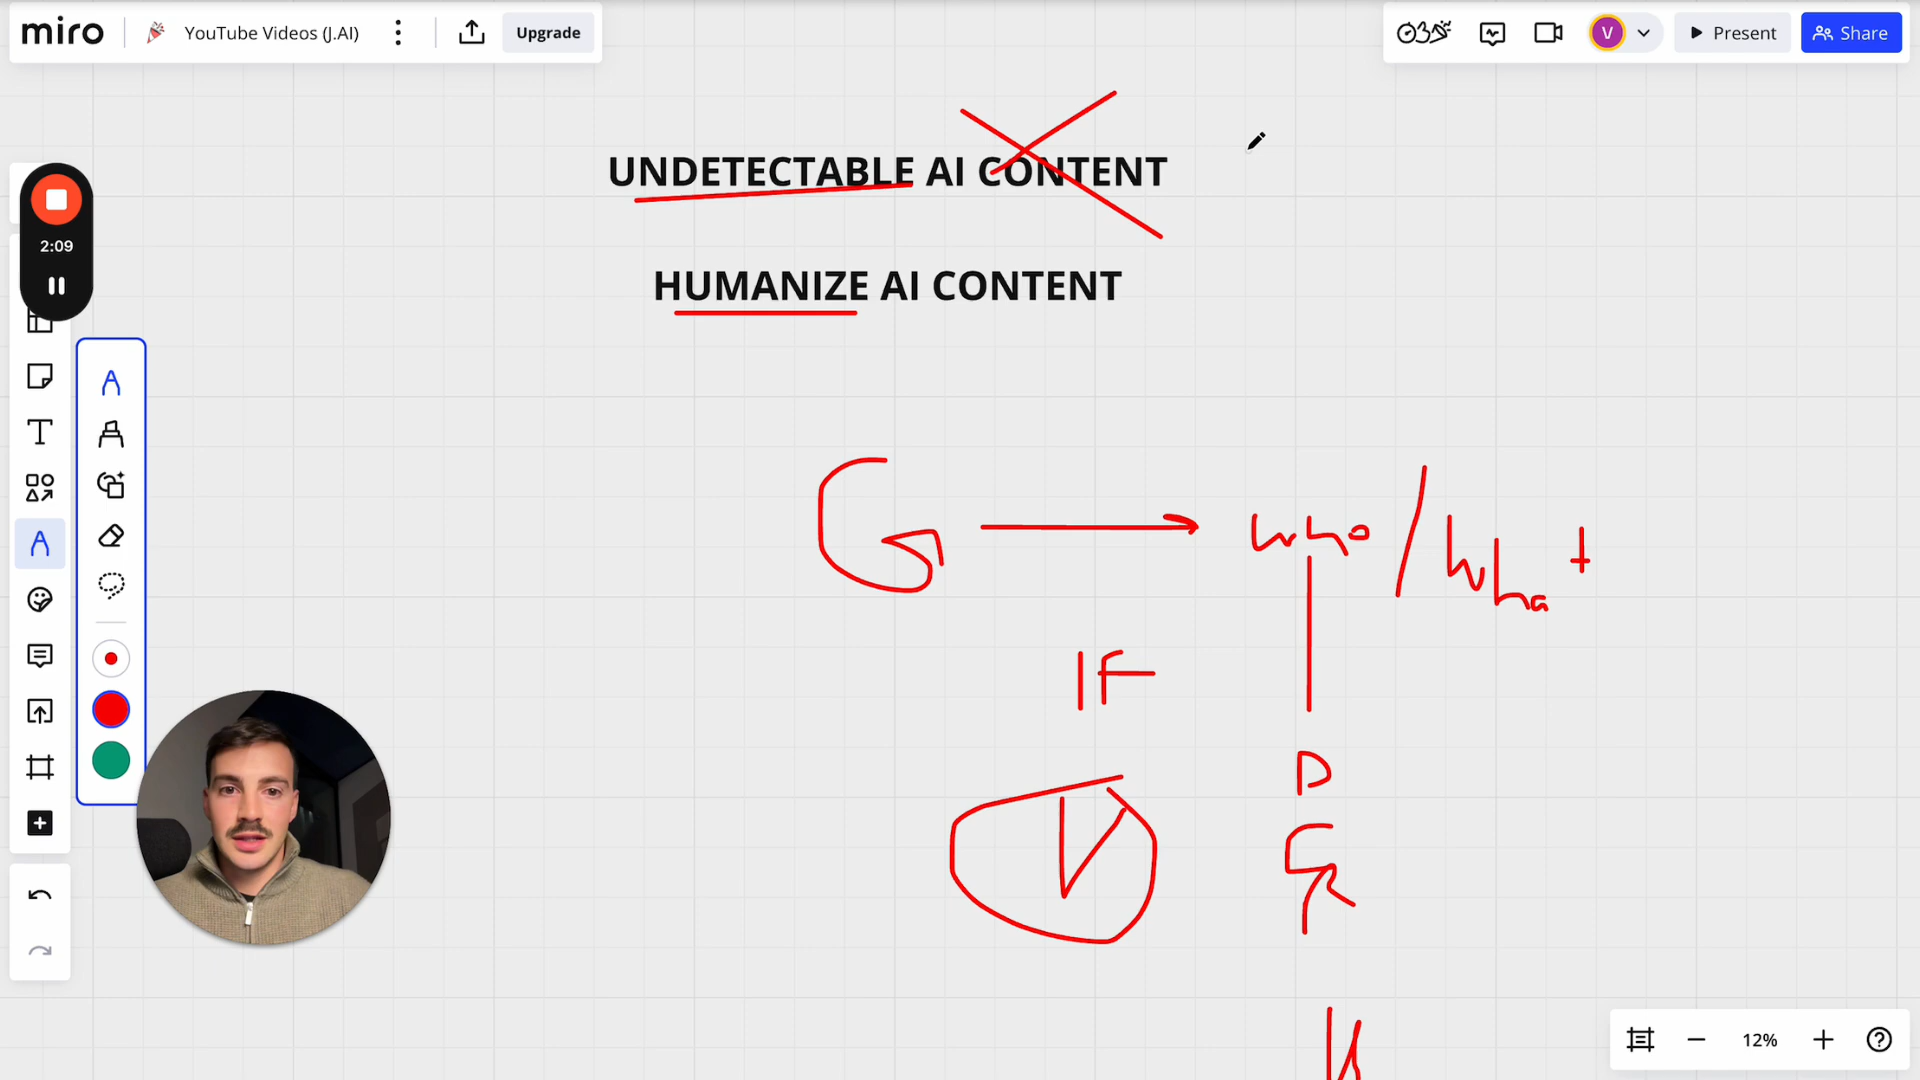 miro
YouTube Videos (J.AI)
Upgrade
V
Present
Share
UNDETECTABLE AI CONTENT
2:09
HUMANIZE AI CONTENT
G
who / what
IF
D
V
12%